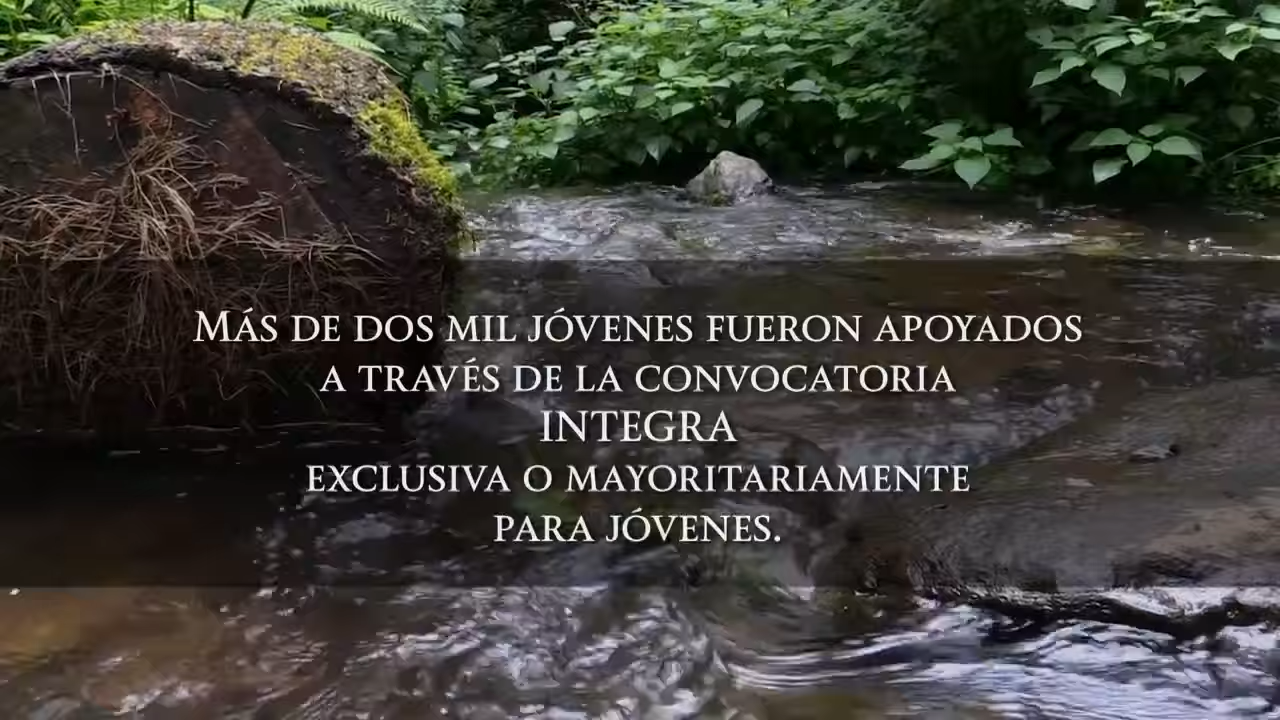 Más de dos mil jóvenes fueron apoyados
a través de la convocatoria
INTEGRA
exclusiva o mayoritariamente
para jóvenes.